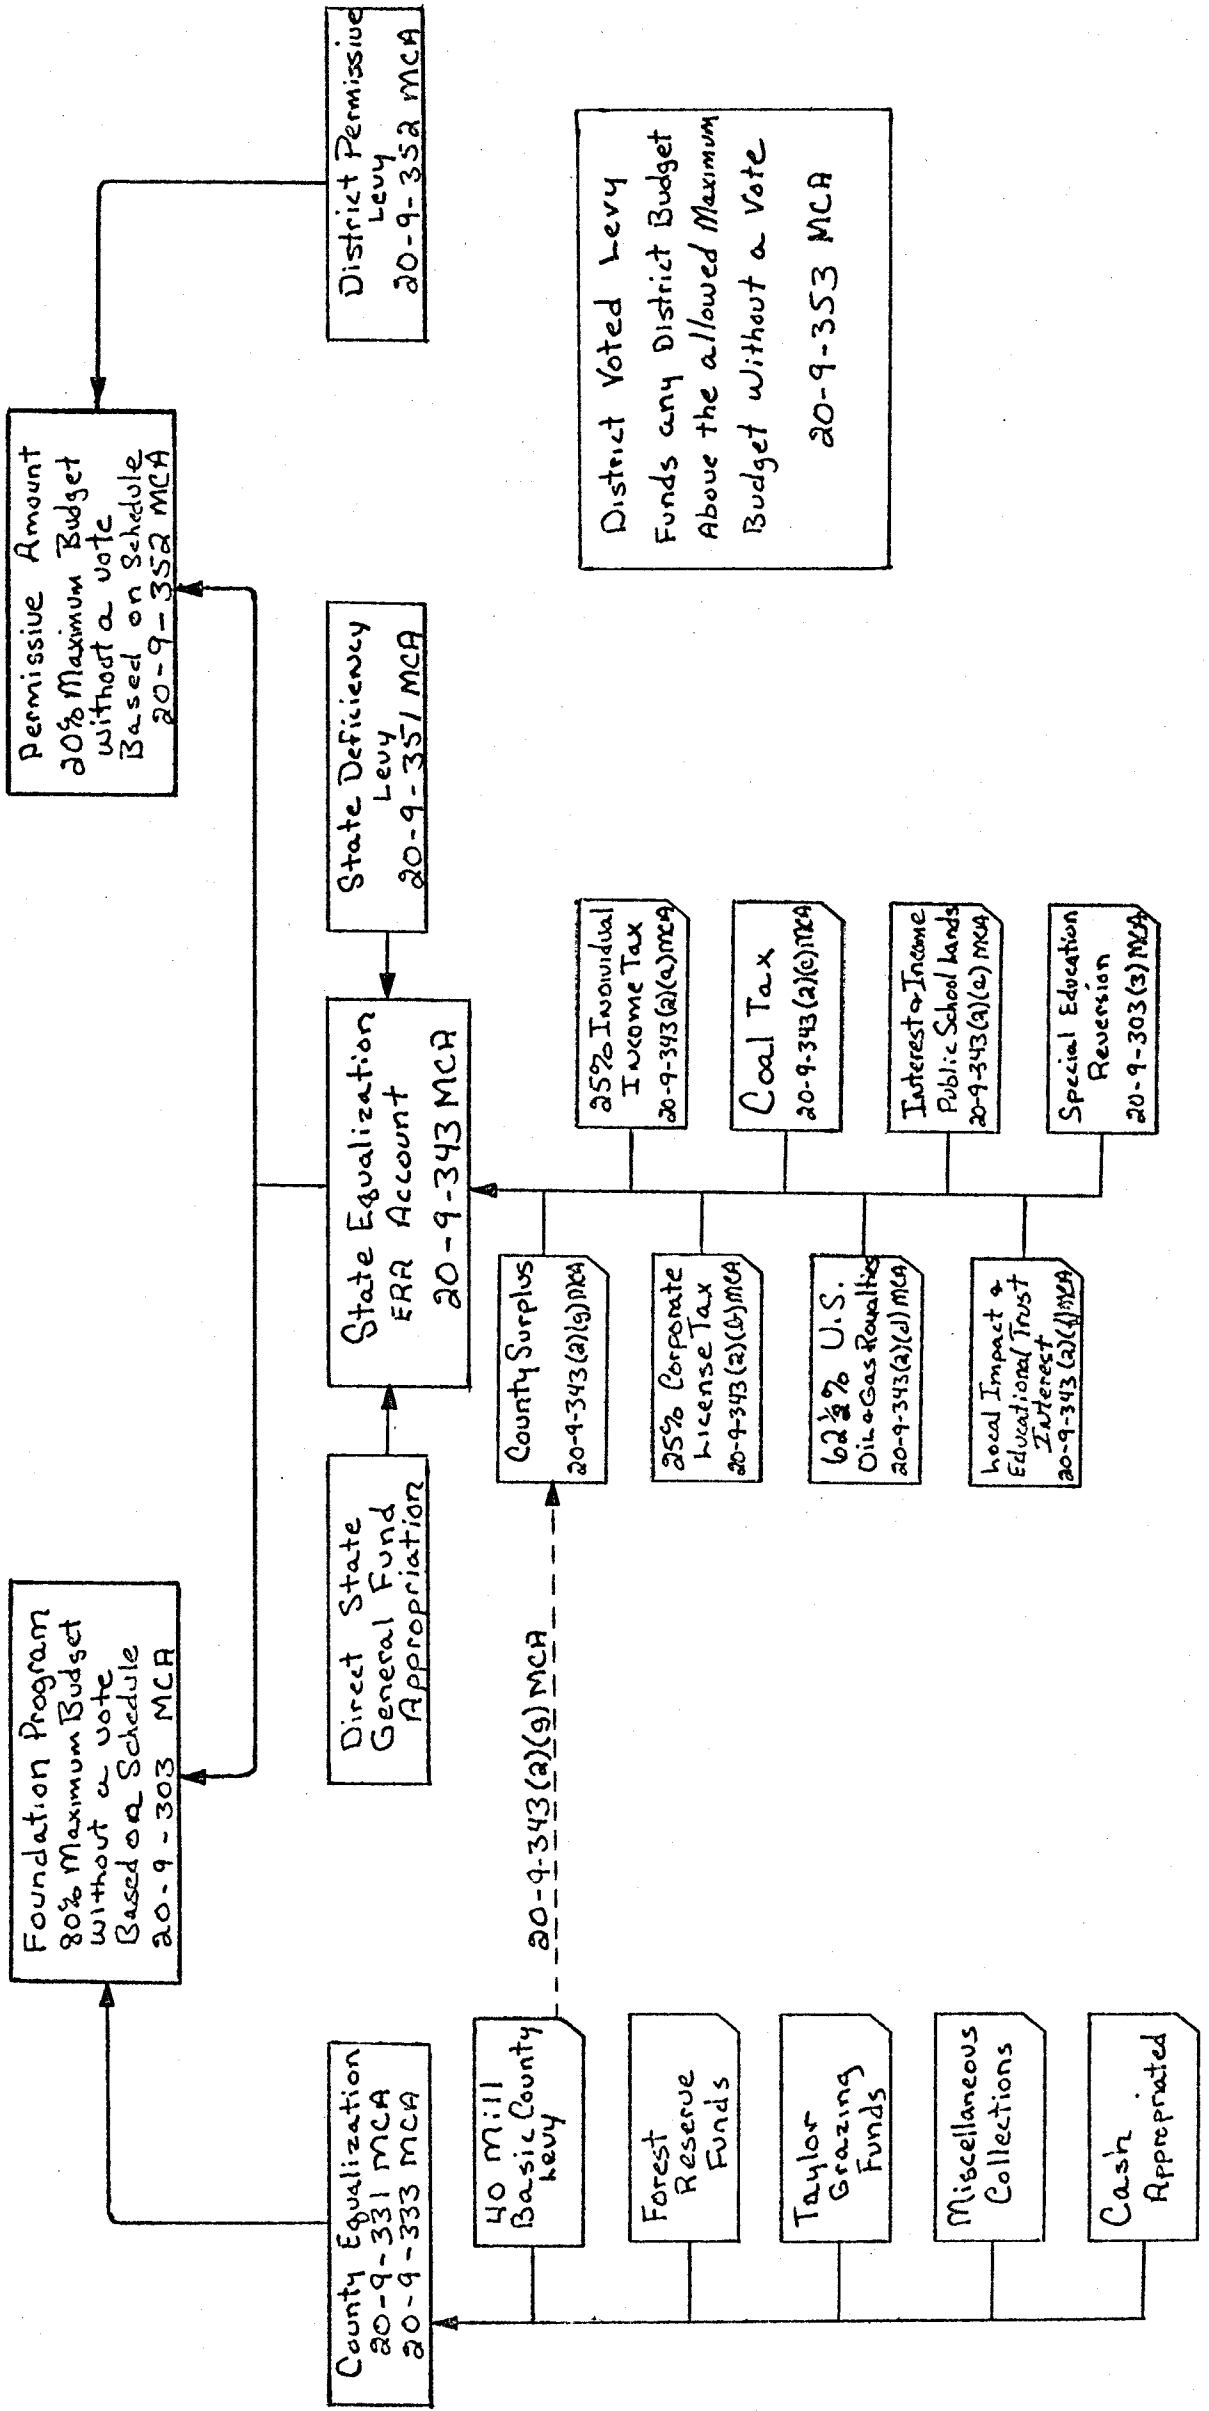 Foundation Program
80% Maximum Budget
Without a vote
Based on a Schedule
20-9-303 MCA
Permissive Amount
20% Maximum Budget
Without a vote
Based on Schedule
20-9-352 MCA
County Equalization
20-9-331 MCA
20-9-333 MCA
Direct State
General Fund
Appropriation
State Equalization
ERA Account
20-9-343 MCA
State Deficiency
Levy
20-9-351 MCA
District Permissive
Levy
20-9-352 MCA
40 Mill
Basic County
Levy
Forest
Reserve
Funds
Taylor
Grazing
Funds
Miscellaneous
Collections
Cash
Appropriated
20-9-343(2)(g) MCA
County Surplus
20-9-343(2)(g) MCA
25% Corporate
License Tax
20-9-343(2)(b) MCA
62½% U.S.
Oil & Gas Royalties
20-9-343(2)(d) MCA
Local Impact &
Educational Trust
Interest
20-9-343(2)(f) MCA
25% Individual
Income Tax
20-9-343(2)(a) MCA
Coal Tax
20-9-343(2)(c) MCA
Interest & Income
Public School Lands
20-9-343(2)(e) MCA
Special Education
Reversion
20-9-303(3) MCA
District Voted Levy
Funds any District Budget
Above the allowed Maximum
Budget Without a Vote
20-9-353 MCA